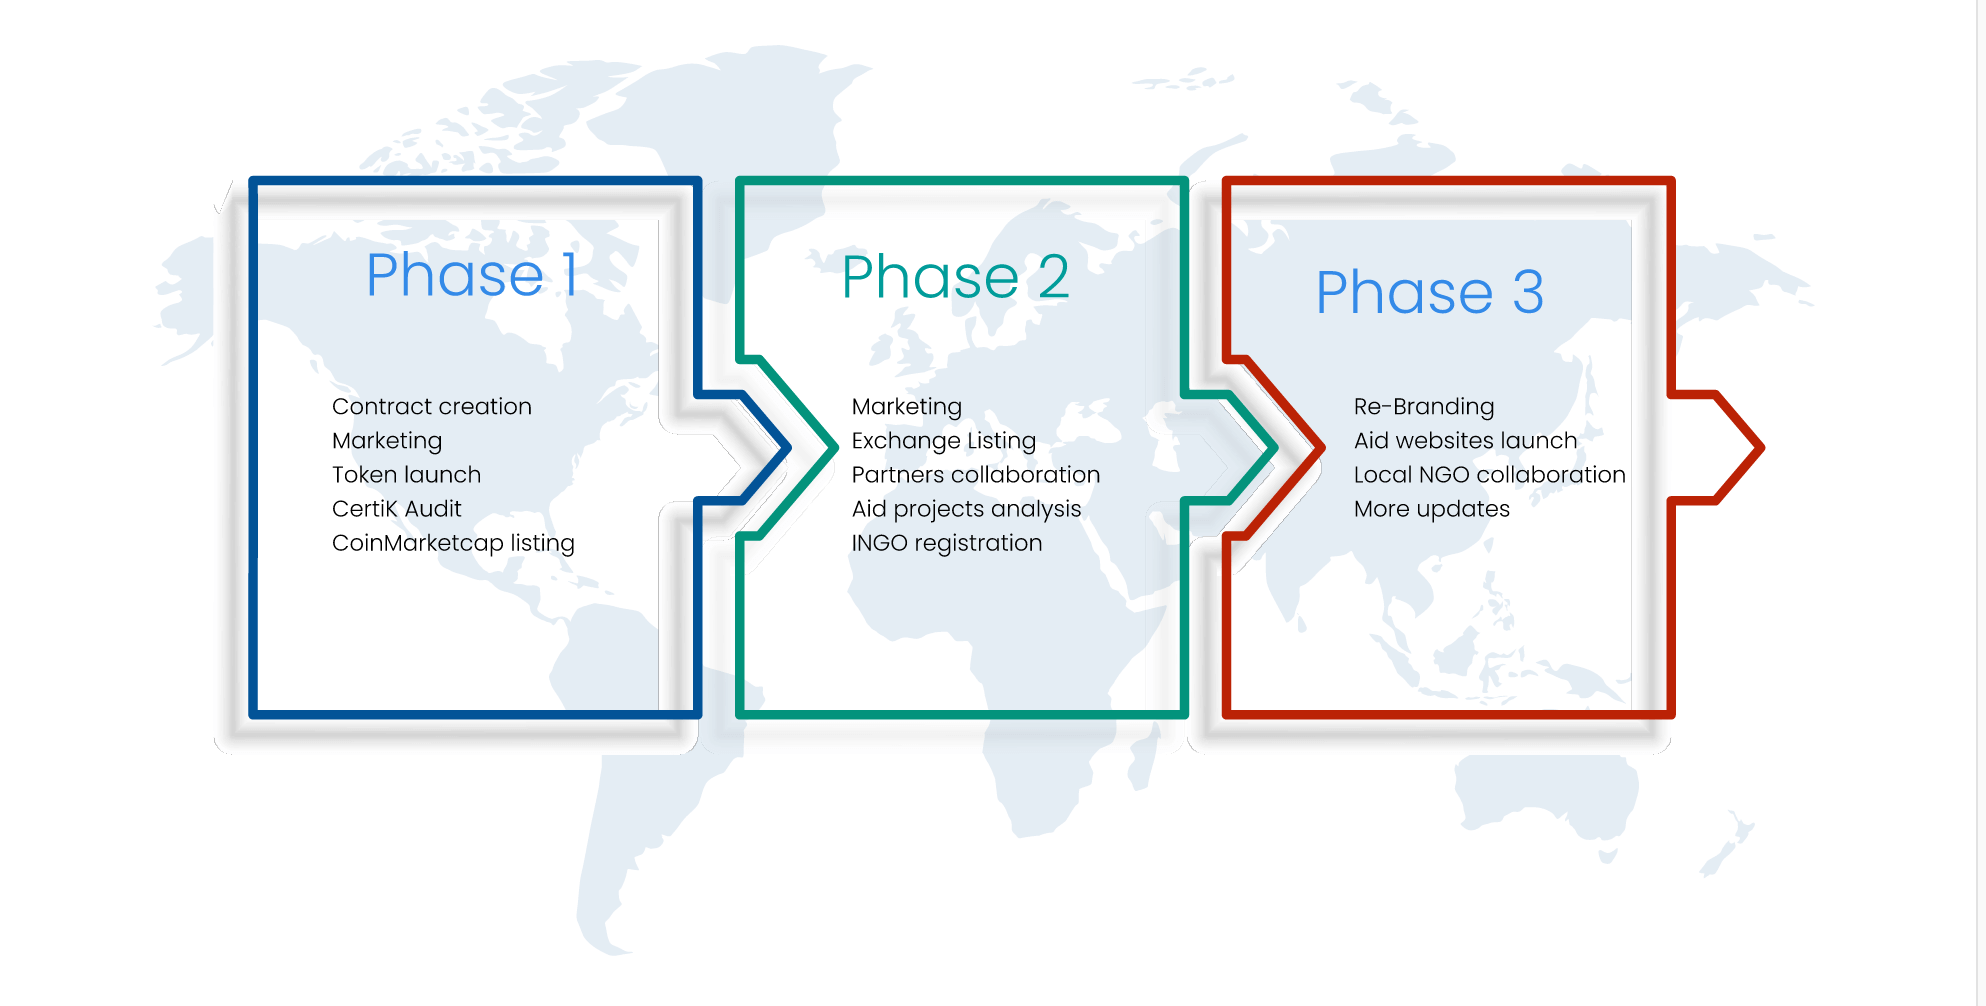 Phase 1
Contract creation
Marketing
Token launch
CertiK Audit
CoinMarketcap listing
Phase 2
Marketing
Exchange Listing
Partners collaboration
Aid projects analysis
INGO registration
Phase 3
Re-Branding
Aid websites launch
Local NGO collaboration
More updates